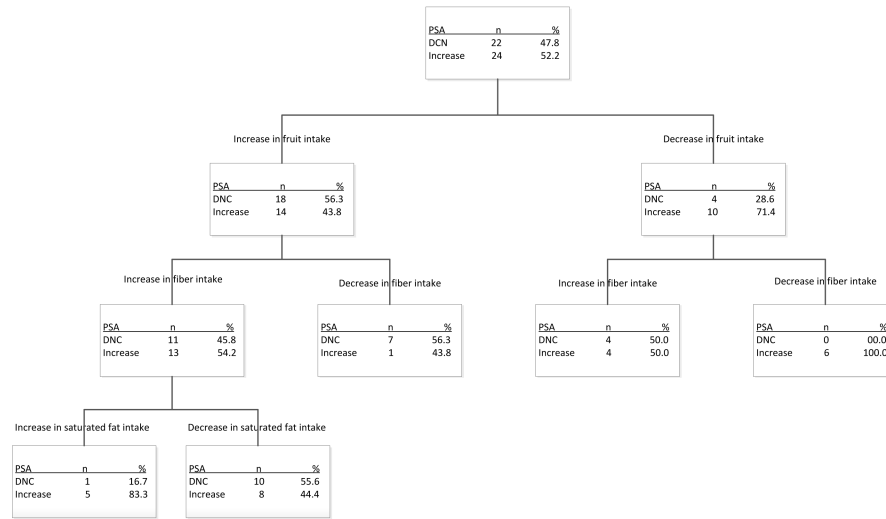 PSA n %
DCN 22 47.8
Increase 24 52.2
Increase in fruit intake
Decrease in fruit intake
PSA n %
DNC 18 56.3
Increase 14 43.8
PSA n %
DNC 4 28.6
Increase 10 71.4
Increase in fiber intake
Decrease in fiber intake
Increase in fiber intake
Decrease in fiber intake
PSA n %
DNC 11 45.8
Increase 13 54.2
PSA n %
DNC 7 56.3
Increase 1 43.8
PSA n %
DNC 4 50.0
Increase 4 50.0
PSA n %
DNC 0 00.0
Increase 6 100.0
Increase in saturated fat intake
Decrease in saturated fat intake
PSA n %
DNC 1 16.7
Increase 5 83.3
PSA n %
DNC 10 55.6
Increase 8 44.4